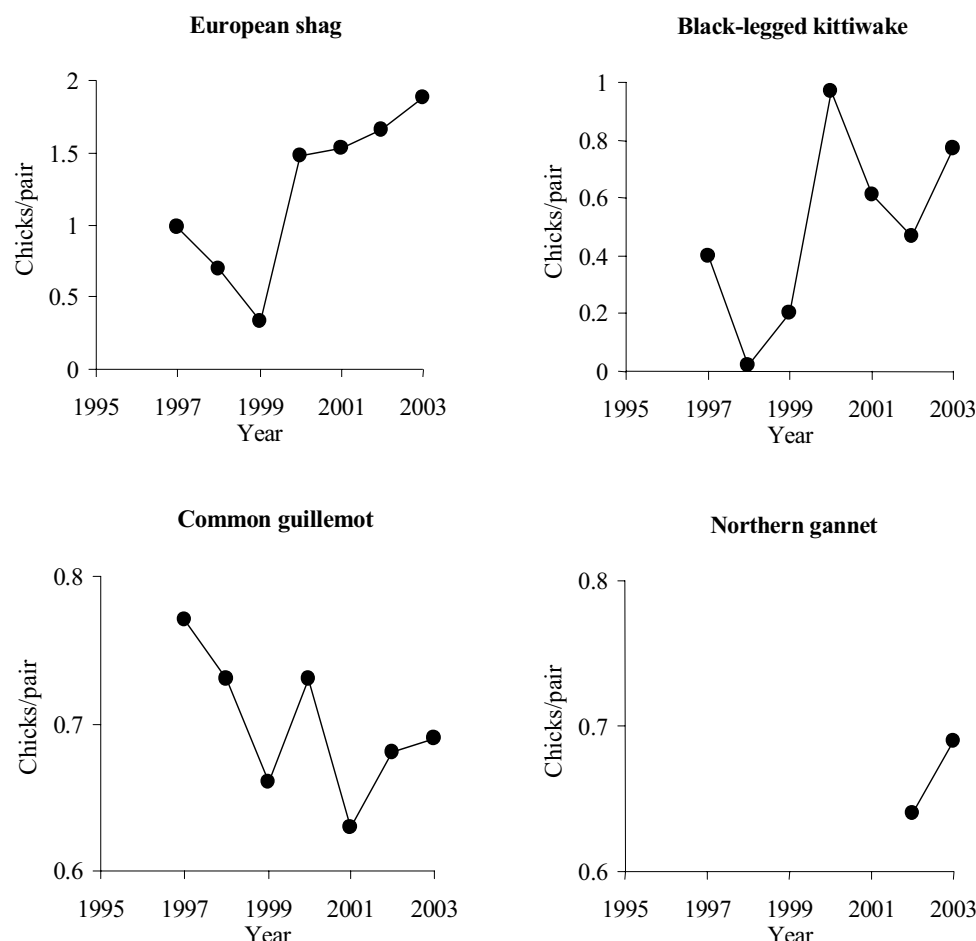 European shag
2
1.5
1
0.5
0
Chicks/pair
1995 1997 1999 2001 2003
Year
Black-legged kittiwake
1
0.8
0.6
0.4
0.2
0
Chicks/pair
1995 1997 1999 2001 2003
Year
Common guillemot
0.8
0.7
0.6
Chicks/pair
1995 1997 1999 2001 2003
Year
Northern gannet
0.8
0.7
0.6
Chicks/pair
1995 1997 1999 2001 2003
Year